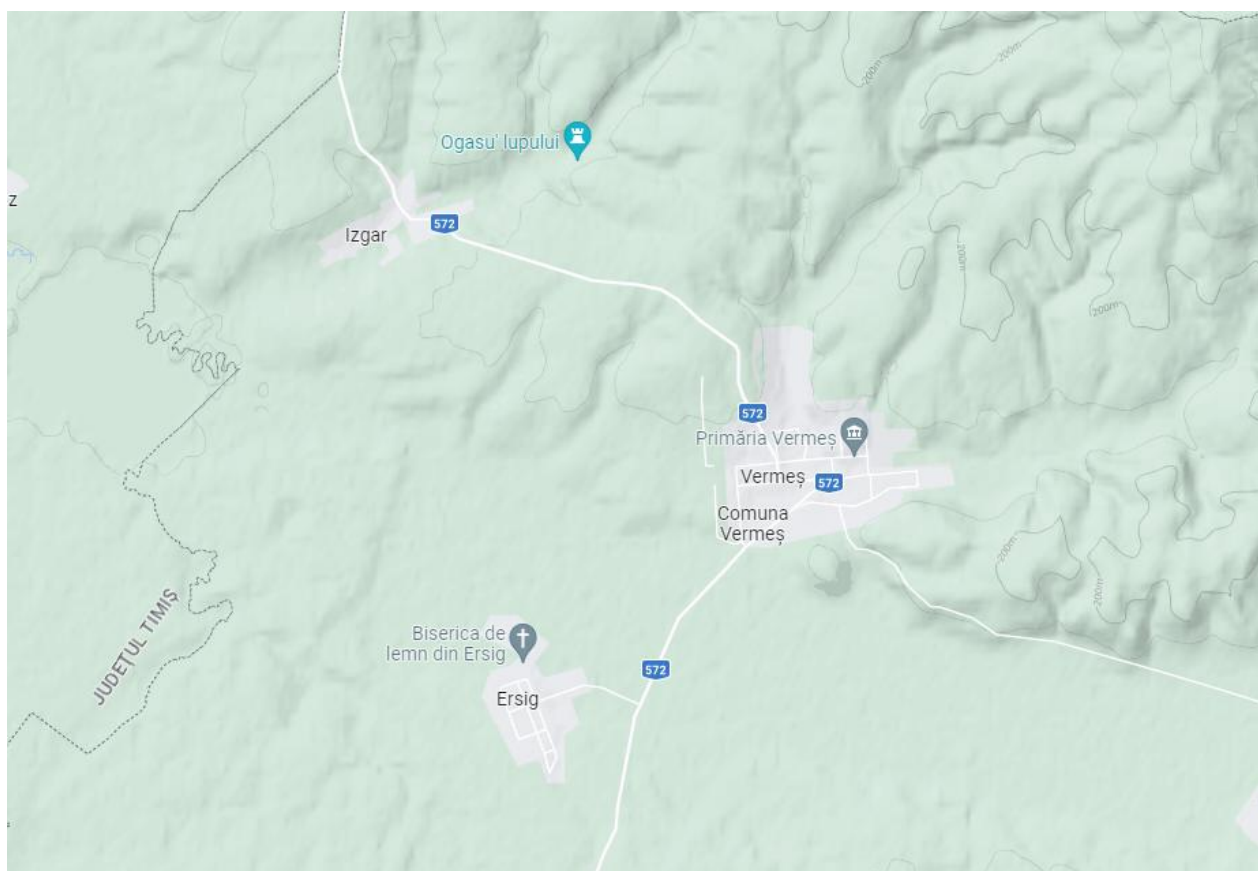 200m
200m
Ogasu' lupului
z
572
Izgar
200m
200m
572
Primăria Vermeș
Vermeș
572
Comuna
Vermeș
200m
200m
JUDEȚUL TIMIȘ
Biserica de
lemn din Ersig
572
Ersig